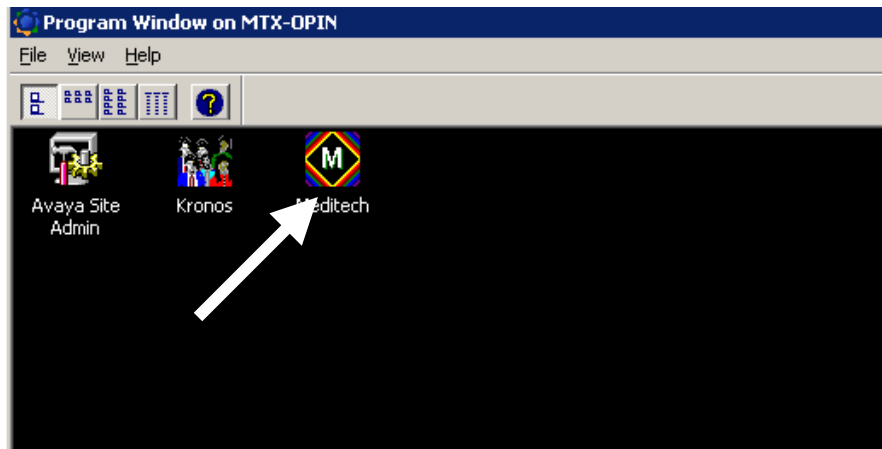 Program Window on MTX-OPIN
File View Help
?
M
Avaya Site Kronos Meditech
Admin